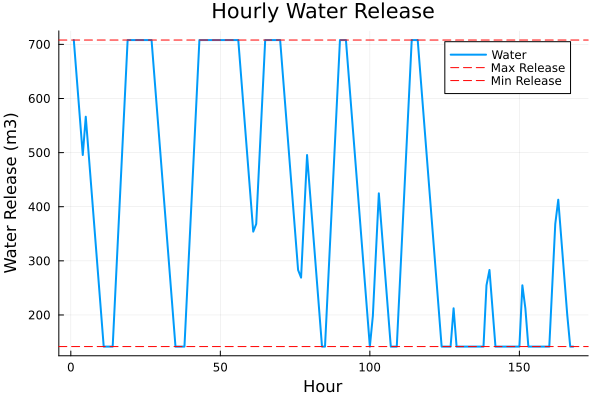 Hourly Water Release
Water Release (m3)
700
600
500
400
300
200
Water
Max Release
Min Release
0
50
100
150
Hour